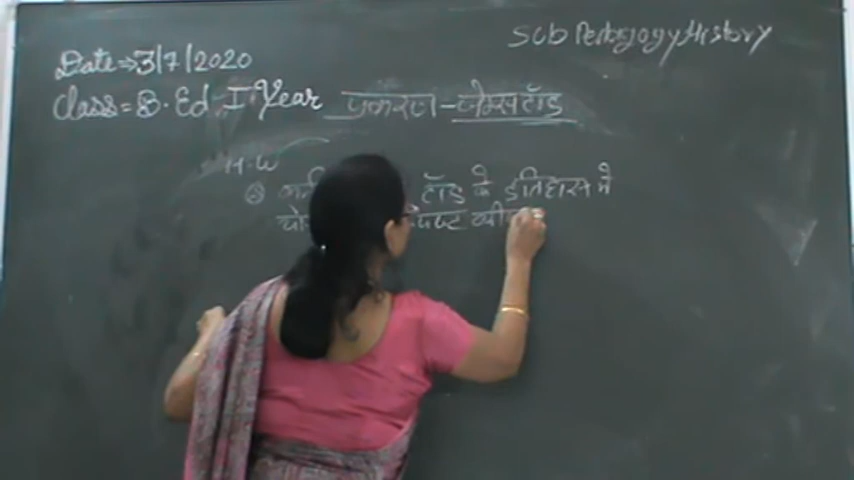 Sub Pedagogy History
Date⇒3/7/2020
Class = B.Ed I Year प्रकरण - जेम्स टॉड
H.W
टॉड के इतिहास में